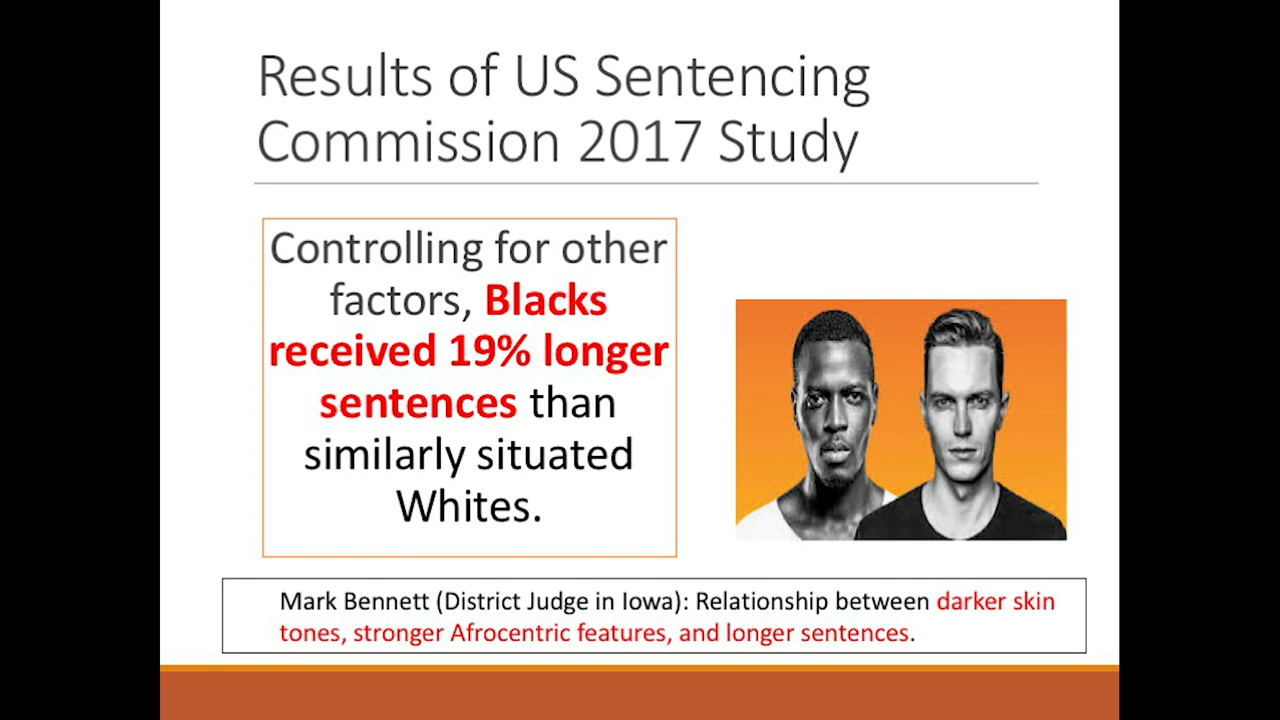 Results of US Sentencing
Commission 2017 Study
Controlling for other
factors, Blacks
received 19% longer
sentences than
similarly situated
Whites.
Mark Bennett (District Judge in Iowa): Relationship between darker skin
tones, stronger Afrocentric features, and longer sentences.